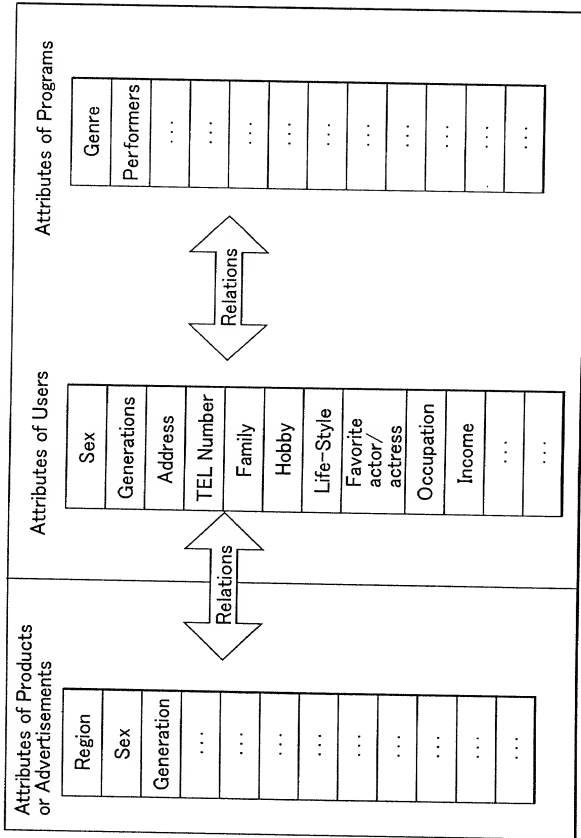 Attributes of Products
or Advertisements
Region
Sex
Generation
...
...
...
...
...
...
...
...
...
Relations
Attributes of Users
Sex
Generations
Address
TEL Number
Family
Hobby
Life-Style
Favorite
actor/
actress
Occupation
Income
...
...
Relations
Attributes of Programs
Genre
Performers
...
...
...
...
...
...
...
...
...
...